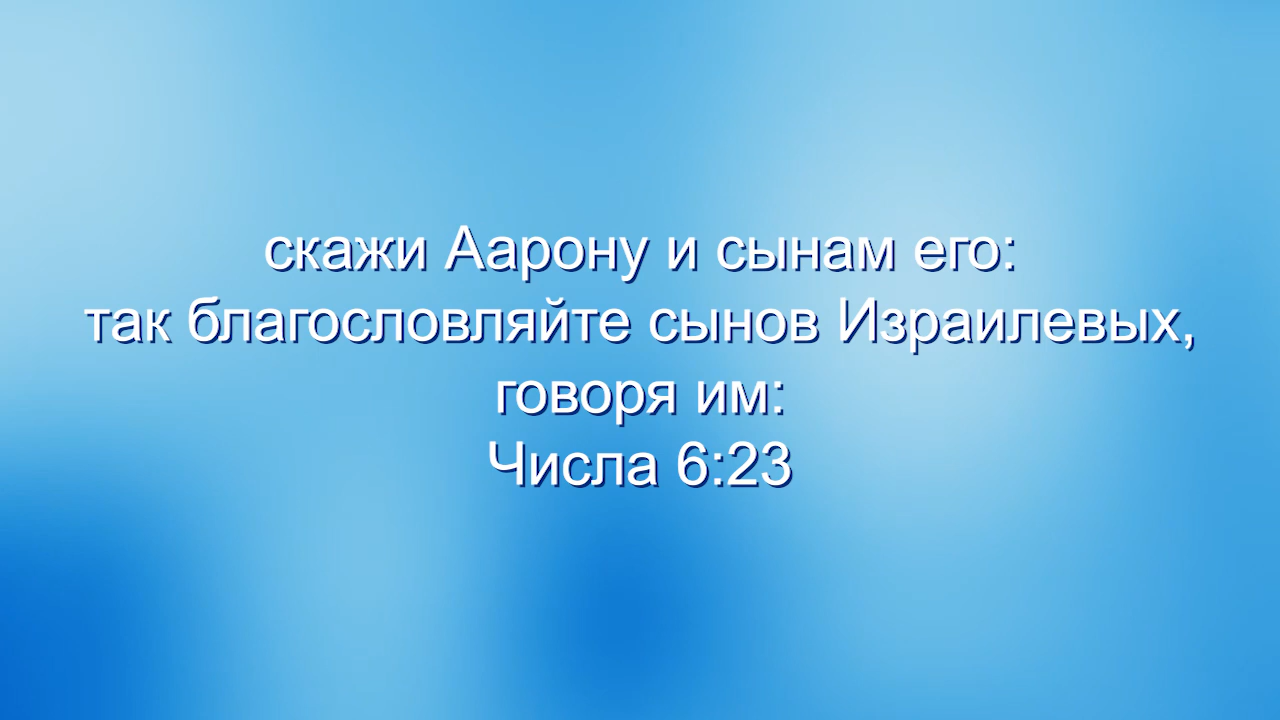 скажи Аарону и сынам его:
так благословляйте сынов Израилевых,
говоря им:
Числа 6:23